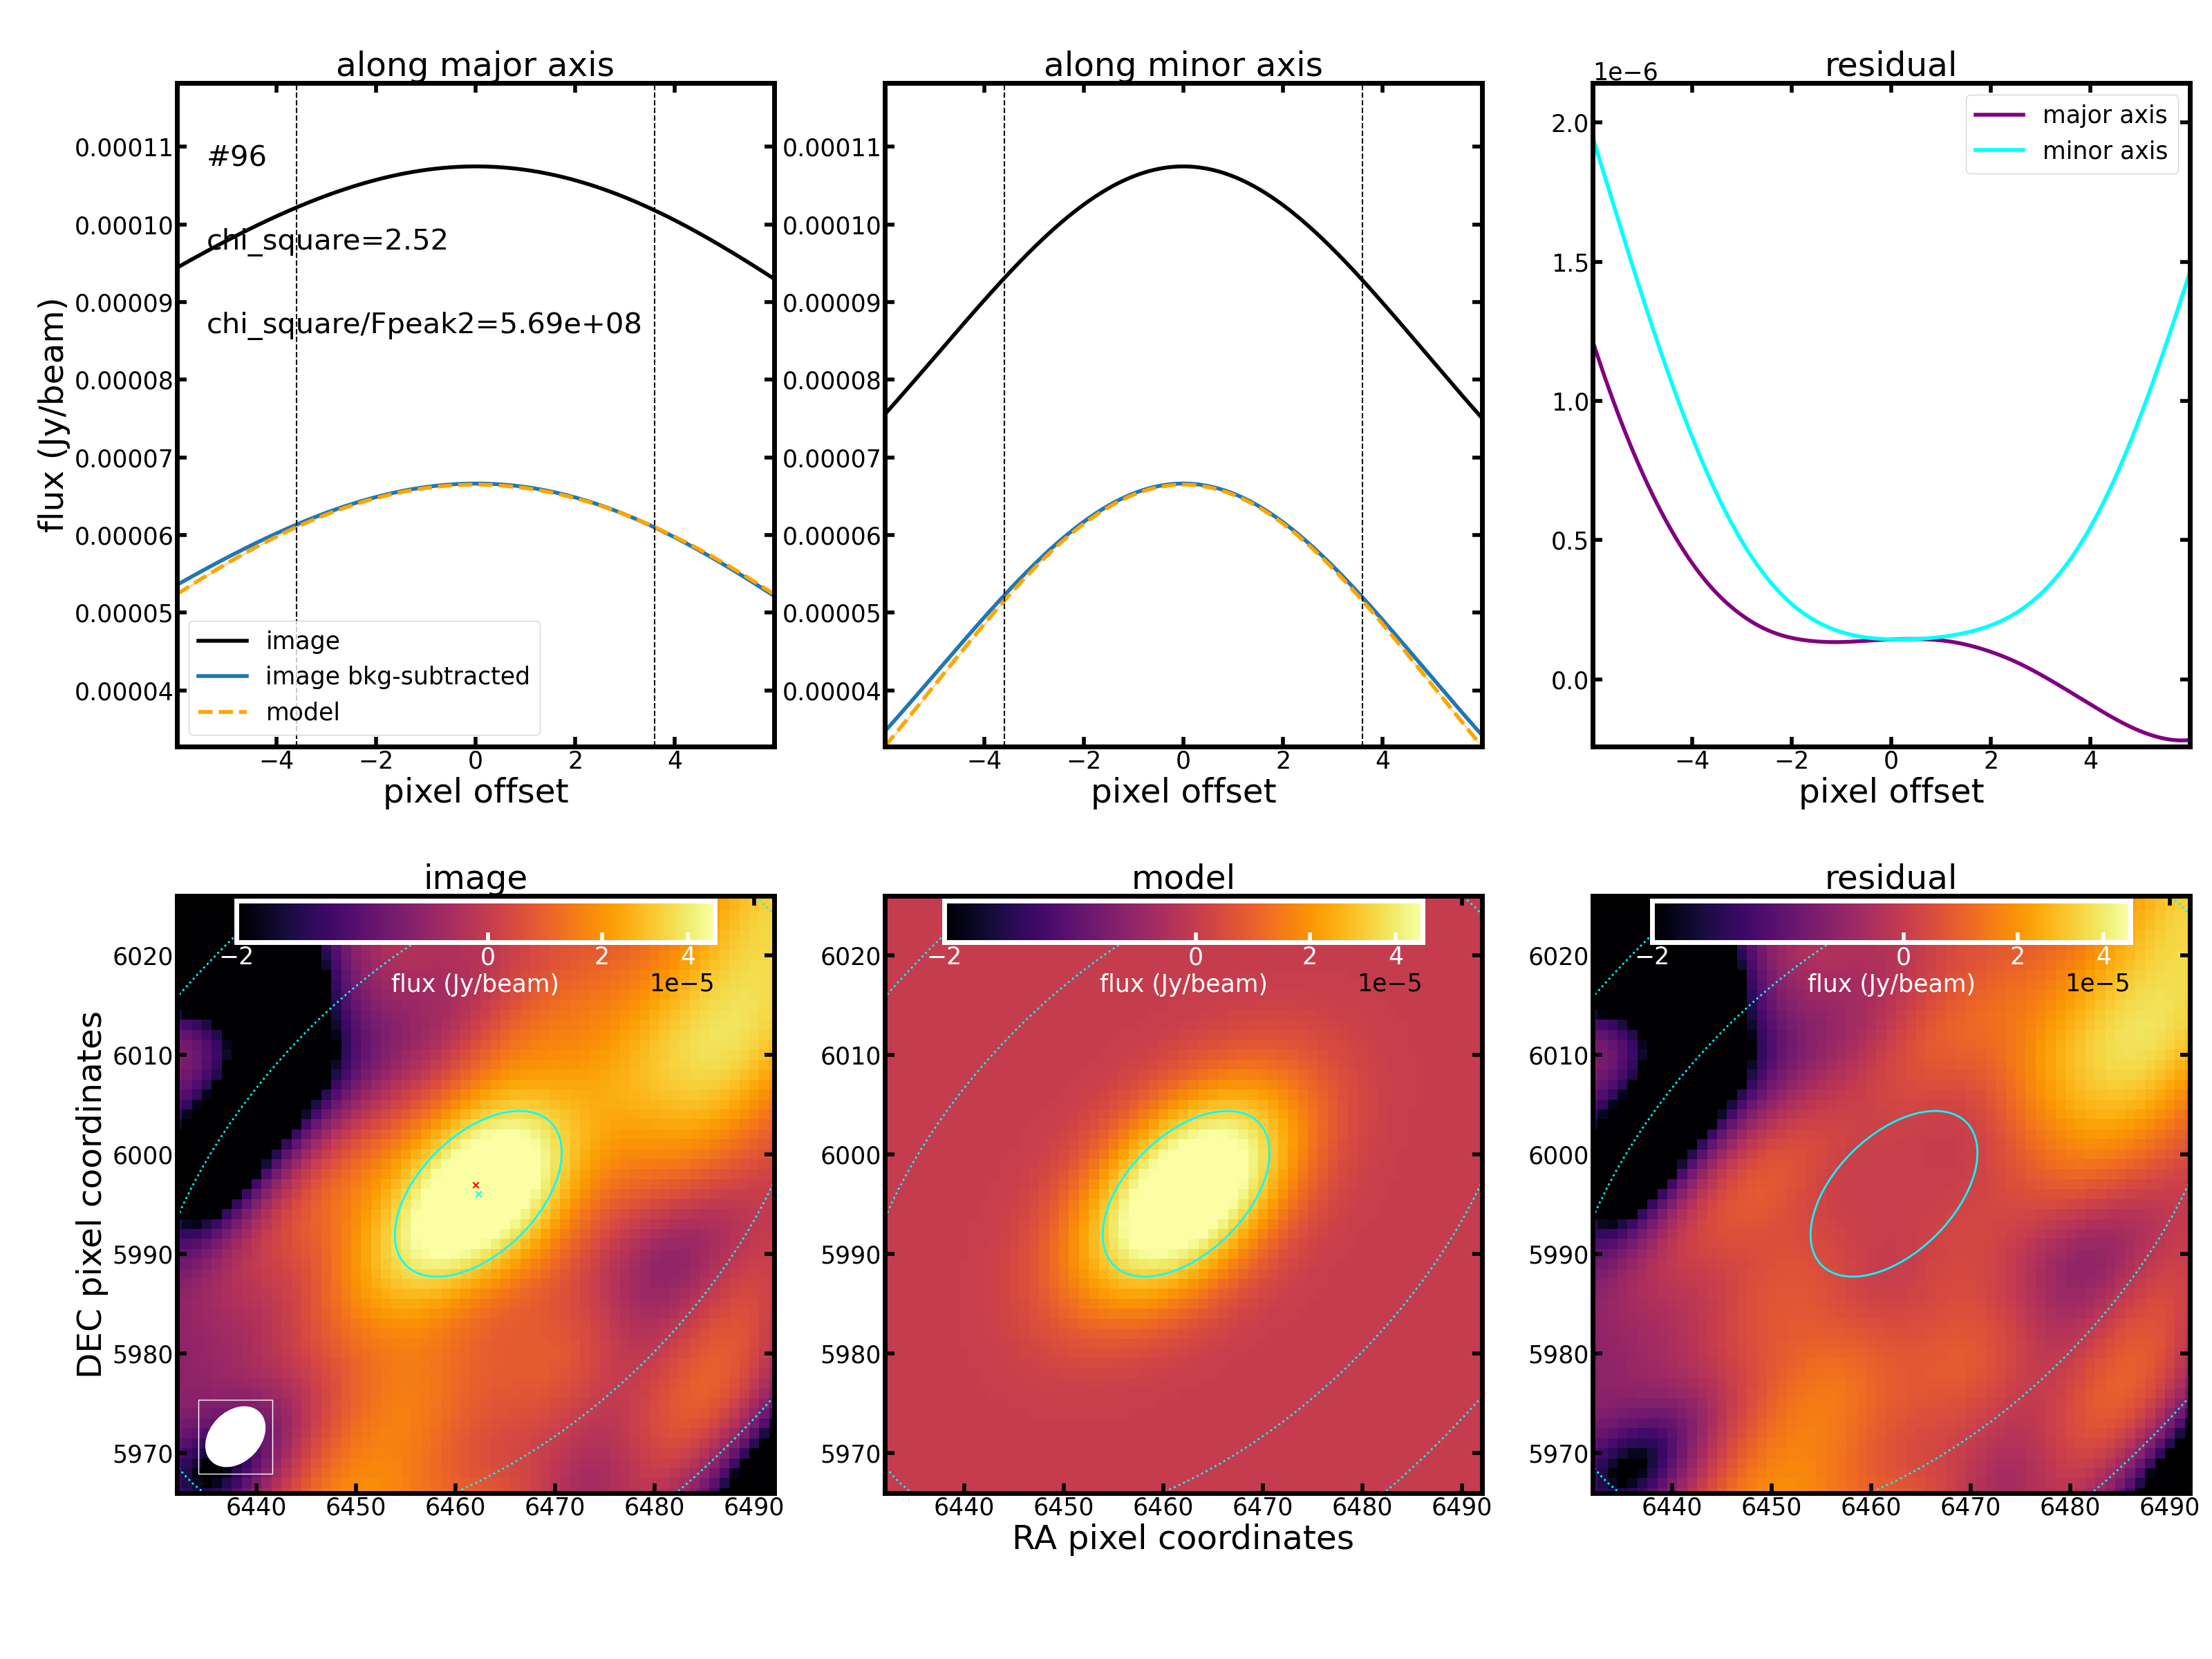 along major axis
along minor axis
residual
1e−6
#96
chi_square=2.52
chi_square/Fpeak2=5.69e+08
0.00011
0.00010
0.00009
0.00008
0.00007
0.00006
0.00005
0.00004
flux (Jy/beam)
image
image bkg-subtracted
model
−4 −2 0 2 4
pixel offset
0.00011
0.00010
0.00009
0.00008
0.00007
0.00006
0.00005
0.00004
−4 −2 0 2 4
pixel offset
major axis
minor axis
2.0
1.5
1.0
0.5
0.0
−4 −2 0 2 4
pixel offset
image
−2 0 2 4
flux (Jy/beam) 1e−5
6020
6010
6000
5990
5980
5970
DEC pixel coordinates
6440 6450 6460 6470 6480 6490
model
−2 0 2 4
flux (Jy/beam) 1e−5
6020
6010
6000
5990
5980
5970
6440 6450 6460 6470 6480 6490
RA pixel coordinates
residual
−2 0 2 4
flux (Jy/beam) 1e−5
6020
6010
6000
5990
5980
5970
6440 6450 6460 6470 6480 6490